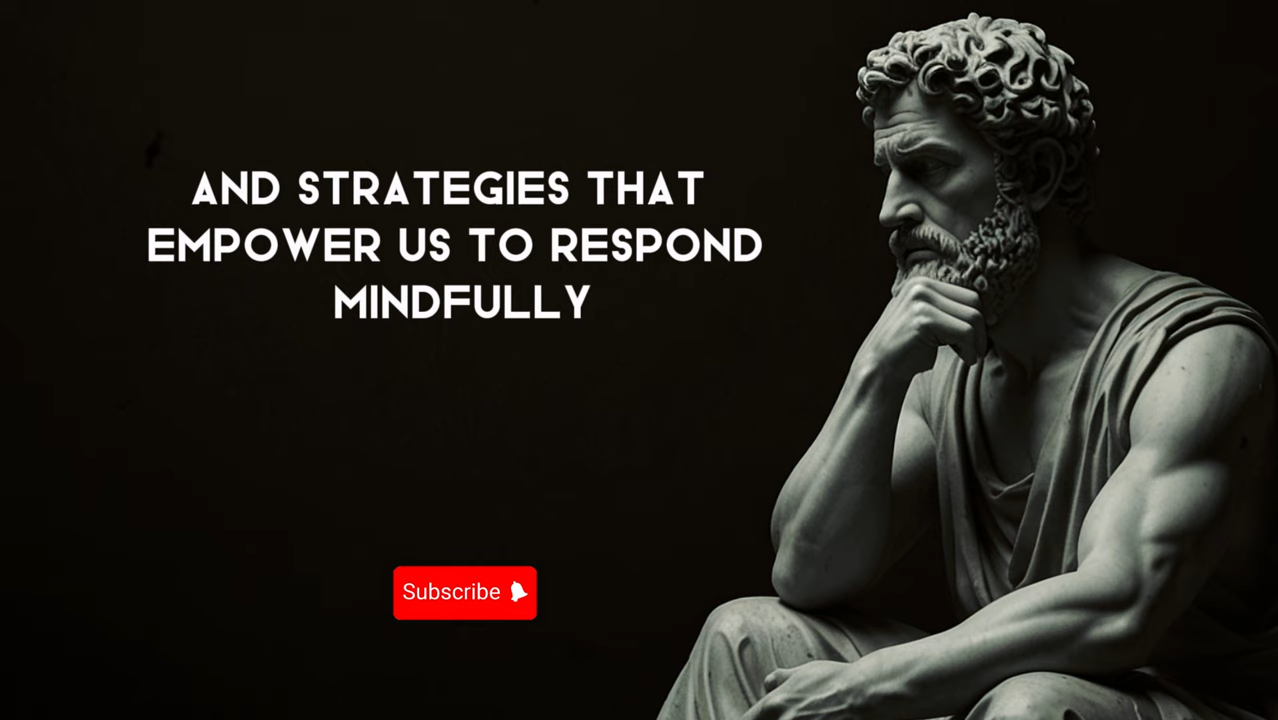 AND STRATEGIES THAT
EMPOWER US TO RESPOND
MINDFULLY
Subscribe